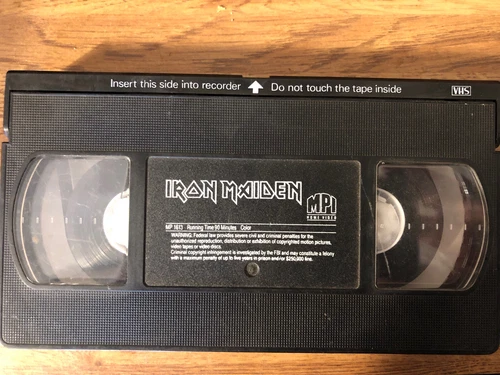 Insert this side into recorder ↑ Do not touch the tape inside VHS
IRON MAIDEN
MPI
HOME VIDEO
MP 1613 Running Time 90 Minutes Color
WARNING: Federal law provides severe civil and criminal penalties for the
unauthorized reproduction, distribution or exhibition of copyrighted motion pictures,
video tapes or video discs.
Criminal copyright infringement is investigated by the FBI and may constitute a felony
with a maximum penalty of up to five years in prison and/or $250,000 fine.